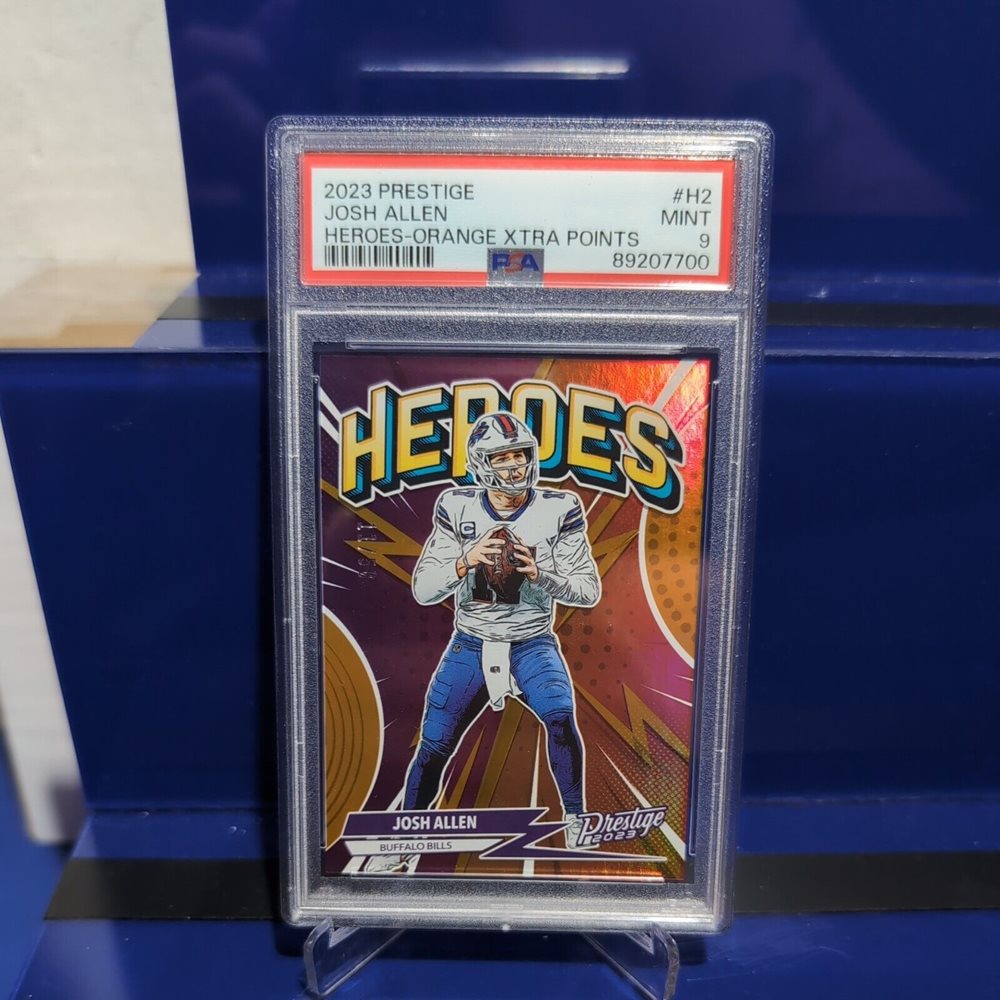 2023 PRESTIGE #H2
JOSH ALLEN MINT
HEROES-ORANGE XTRA POINTS 9
PSA 89207700
HEROES
C
JOSH ALLEN
BUFFALO BILLS
Prestige
2023